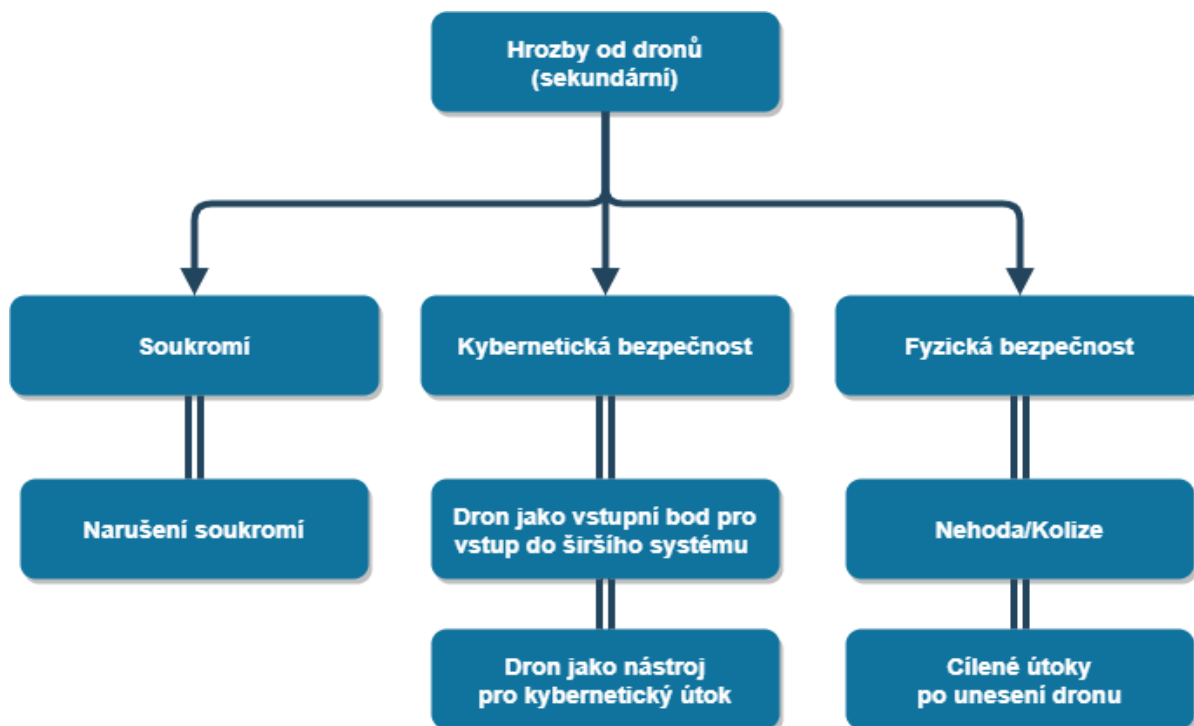 Hrozby od dronů
(sekundární)
Soukromí
Kybernetická bezpečnost
Fyzická bezpečnost
Narušení soukromí
Dron jako vstupní bod pro
vstup do širšího systému
Nehoda/Kolize
Dron jako nástroj
pro kybernetický útok
Cílené útoky
po unesení dronu